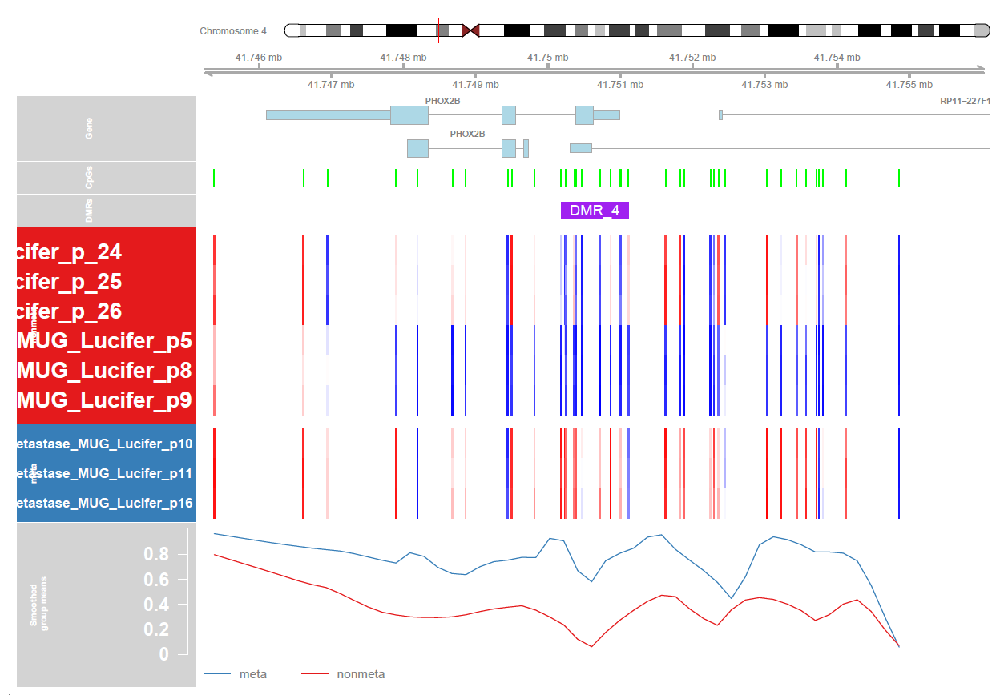 Chromosome 4
41.746 mb 41.748 mb 41.75 mb 41.752 mb 41.754 mb
41.747 mb 41.749 mb 41.751 mb 41.753 mb 41.755 mb
Gene
PHOX2B
RP11−227F1
PHOX2B
CpGs
DMRs
DMR_4
nonmeta
cifer_p_24
cifer_p_25
cifer_p_26
MUG_Lucifer_p5
MUG_Lucifer_p8
MUG_Lucifer_p9
meta
etastase_MUG_Lucifer_p10
etastase_MUG_Lucifer_p11
etastase_MUG_Lucifer_p16
Smoothed
group means
0.8
0.6
0.4
0.2
0
meta nonmeta